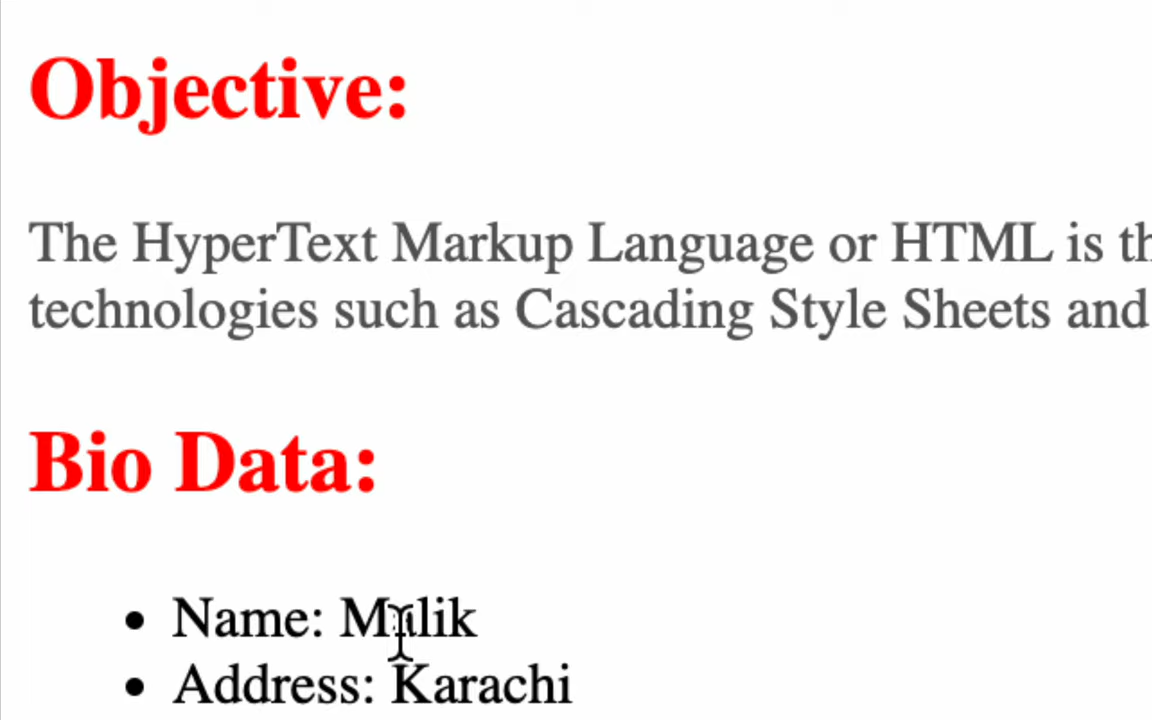 Objective:
The HyperText Markup Language or HTML is th
technologies such as Cascading Style Sheets and
Bio Data:
• Name: Malik
• Address: Karachi